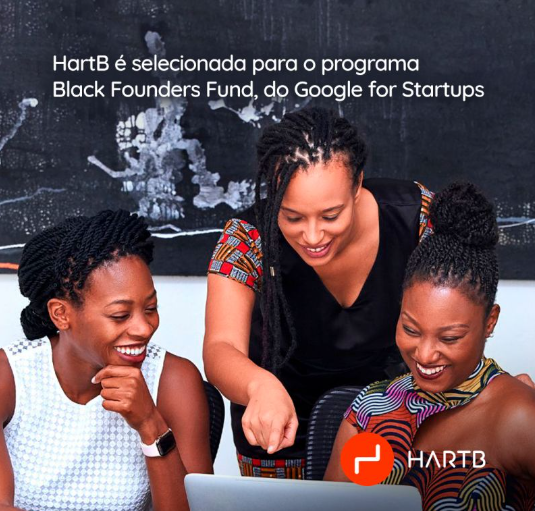 HartB é selecionada para o programa
Black Founders Fund, do Google for Startups
HARTB